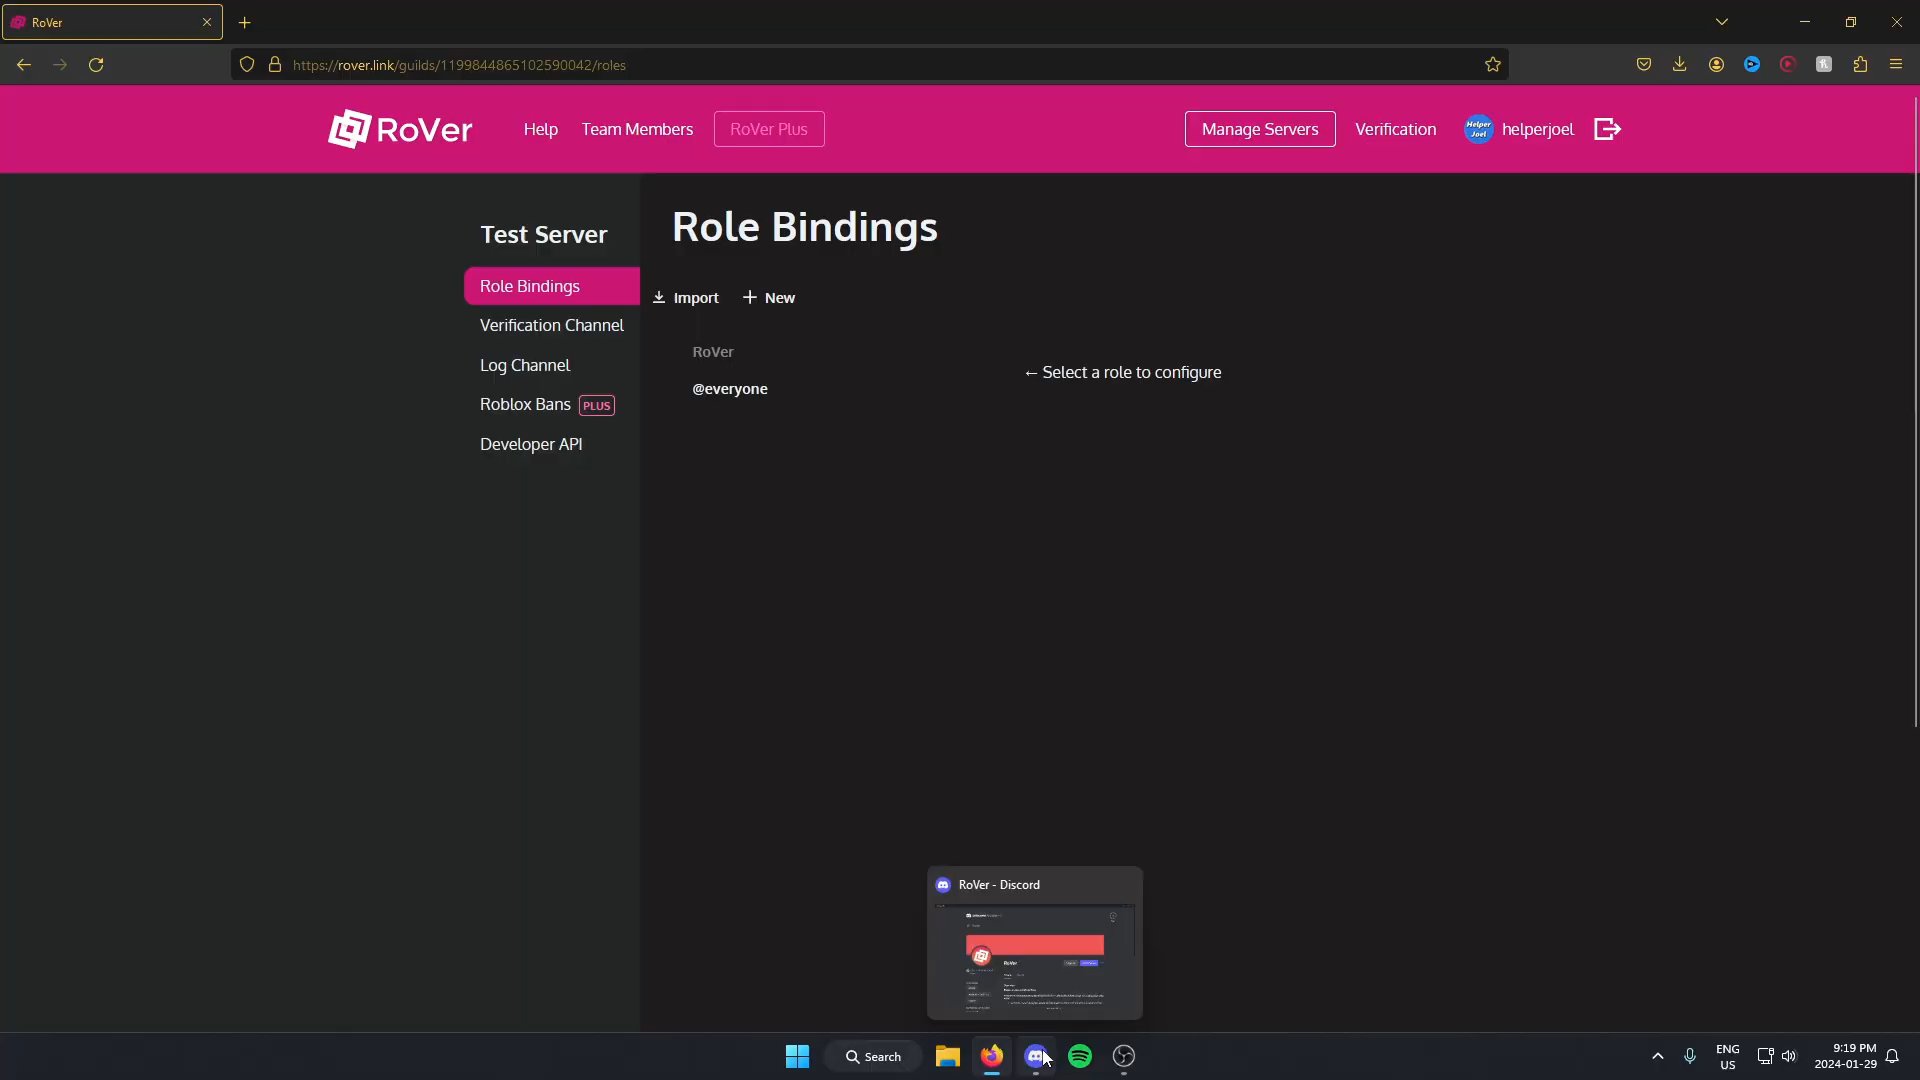 RoVer
https://rover.link/guilds/1199844865102590042/roles
RoVer
Help
Team Members
RoVer Plus
Manage Servers
Verification
Helper
Joel
helperjoel
Test Server
Role Bindings
Verification Channel
Log Channel
Roblox Bans PLUS
Developer API
Role Bindings
Import
New
RoVer
@everyone
← Select a role to configure
RoVer - Discord
Search
ENG
US
9:19 PM
2024-01-29